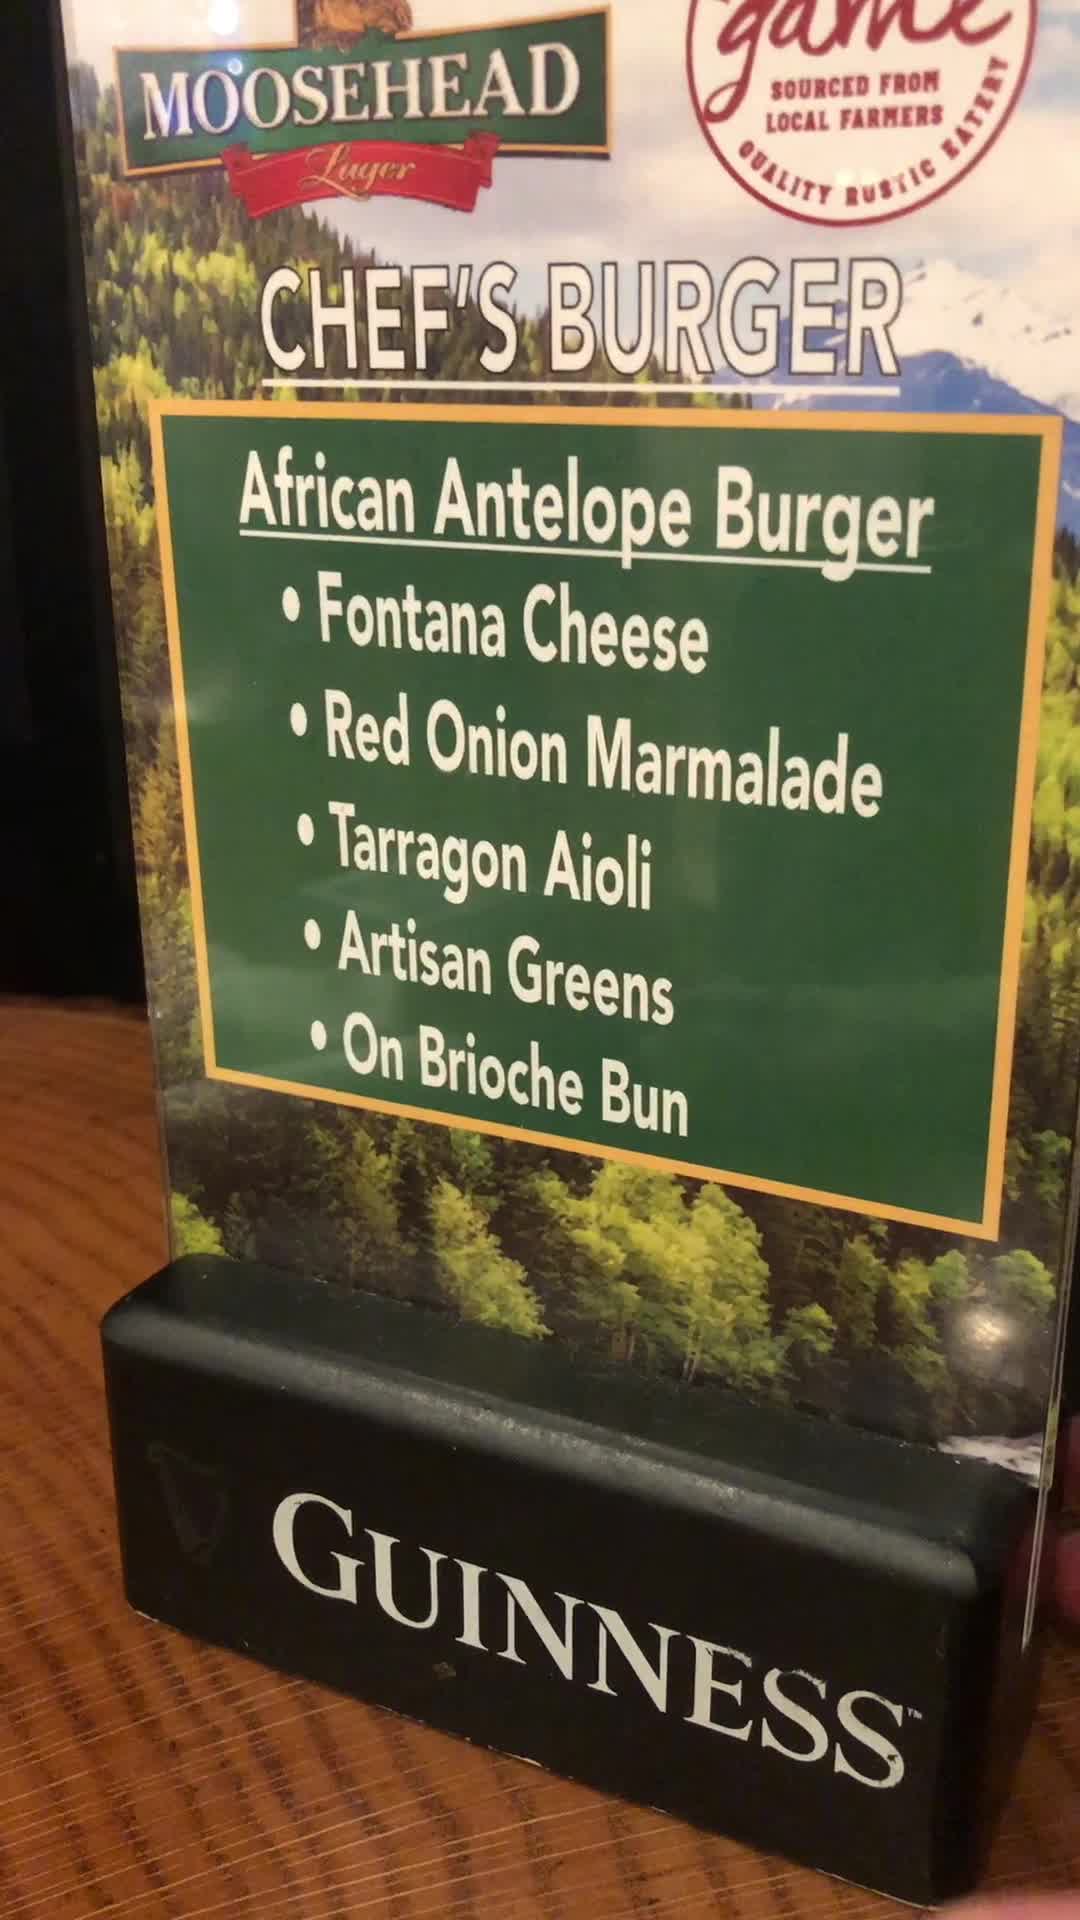 MOOSEHEAD
Lager
game
SOURCED FROM
LOCAL FARMERS
QUALITY RUSTIC EATERY
CHEF'S BURGER
African Antelope Burger
• Fontana Cheese
• Red Onion Marmalade
• Tarragon Aioli
• Artisan Greens
• On Brioche Bun
GUINNESS™